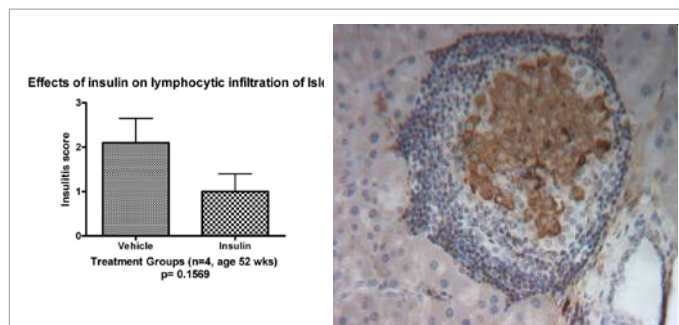 Effects of insulin on lymphocytic infiltration of Isle
3
2
1
0
Insulitis score
Vehicle
Insulin
Treatment Groups (n=4, age 52 wks)
p= 0.1569